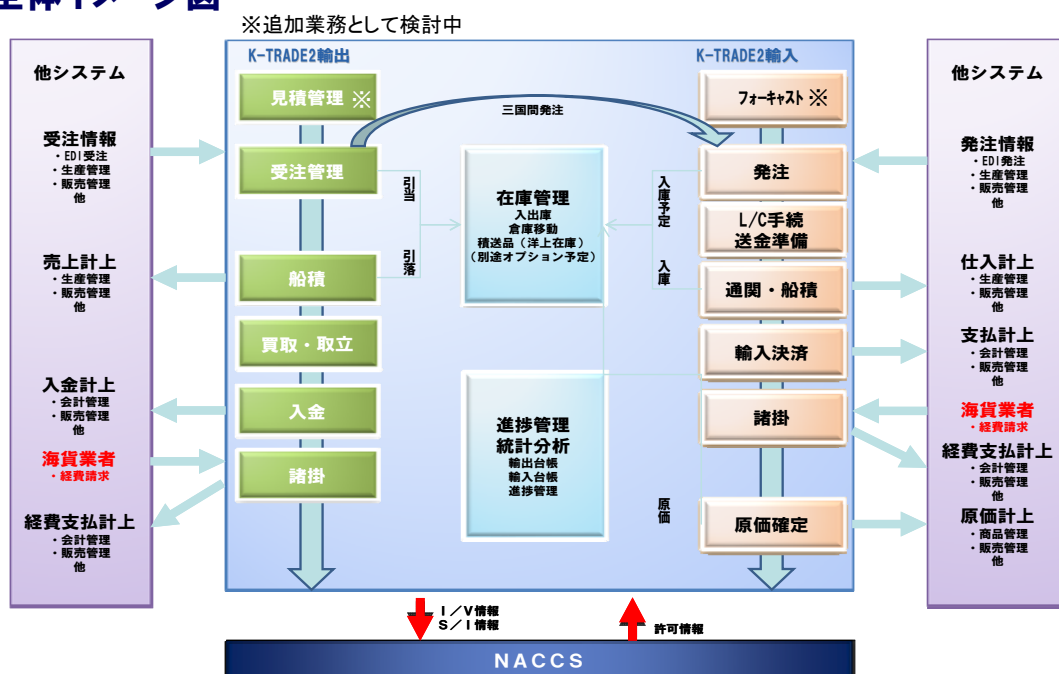 全体イメージ図
※追加業務として検討中
他システム
受注情報
・EDI受注
・生産管理
・販売管理
他
売上計上
・生産管理
・販売管理
他
入金計上
・会計管理
・販売管理
他
海貨業者
・経費請求
経費支払計上
・会計管理
・販売管理
他
K-TRADE2輸出
見積管理 ※
受注管理
船積
買取・取立
入金
諸掛
三国間発注
引当
引落
在庫管理
入出庫
倉庫移動
積送品(洋上在庫)
(別途オプション予定)
入庫予定
入庫
進捗管理
統計分析
輸出台帳
輸入台帳
進捗管理
原価
K-TRADE2輸入
フォーキャスト ※
発注
L/C手続
送金準備
通関・船積
輸入決済
諸掛
原価確定
他システム
発注情報
・EDI発注
・生産管理
・販売管理
他
仕入計上
・生産管理
・販売管理
他
支払計上
・会計管理
・販売管理
他
海貨業者
・経費請求
経費支払計上
・会計管理
・販売管理
他
原価計上
・商品管理
・販売管理
他
I/V情報
S/I情報
許可情報
NACCS